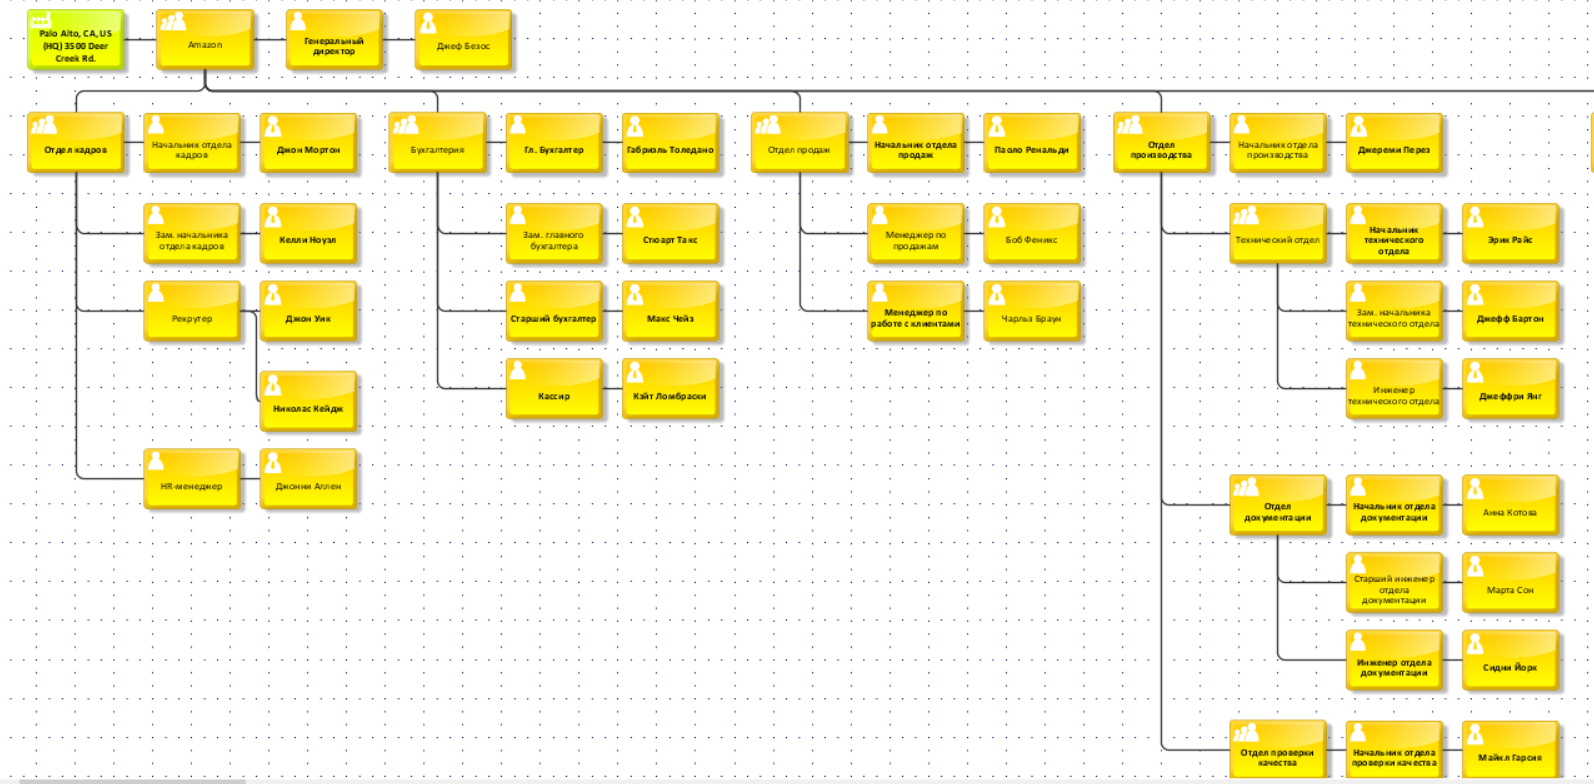 Palo Alto, CA, US
(HQ) 3500 Deer
Creek Rd.
Amazon
Генеральный
директор
Джеф Безос
Отдел кадров
Начальник отдела
кадров
Джон Мортон
Бухгалтерия
Гл. Бухгалтер
Габриэль Толедано
Отдел продаж
Начальник отдела
продаж
Паоло Ренальди
Отдел
производства
Начальник отдела
производства
Джереми Перез
Зам. начальника
отдела кадров
Келли Ноуэл
Зам. главного
бухгалтера
Стюарт Такс
Менеджер по
продажам
Боб Феникс
Технический отдел
Начальник
технического
отдела
Эрик Райс
Рекрутер
Джон Уик
Старший бухгалтер
Макс Чейз
Менеджер по
работе с клиентами
Чарльз Браун
Зам. начальника
технического отдела
Джефф Бартон
Николас Кейдж
Кассир
Кэйт Ломбраски
Инженер
технического отдела
Джеффри Янг
HR-менеджер
Джонни Аллен
Отдел
документации
Начальник отдела
документации
Анна Котова
Старший инженер
отдела
документации
Марта Сон
Инженер отдела
документации
Сидни Йорк
Отдел проверки
качества
Начальник отдела
проверки качества
Майкл Гарсия